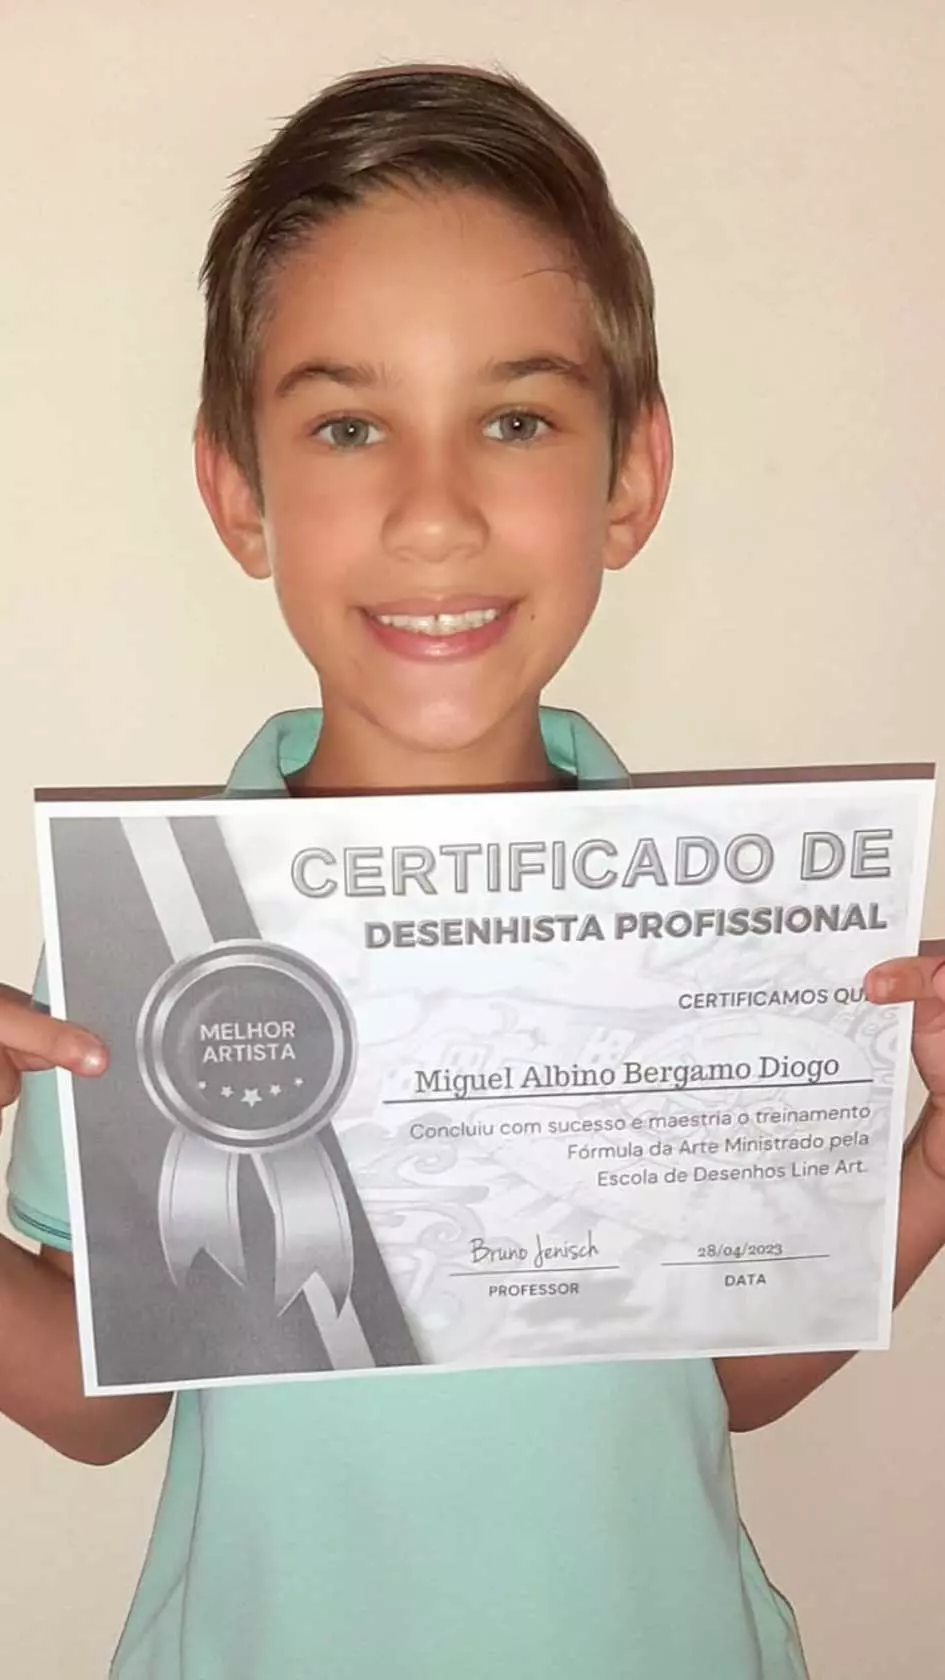 CERTIFICADO DE
DESENHISTA PROFISSIONAL
CERTIFICAMOS QU
MELHOR
ARTISTA
Miguel Albino Bergamo Diogo
Concluiu com sucesso e maestria o treinamento
Fórmula da Arte Ministrado pela
Escola de Desenhos Line Art.
Bruno Jenisch
28/04/2023
PROFESSOR
DATA